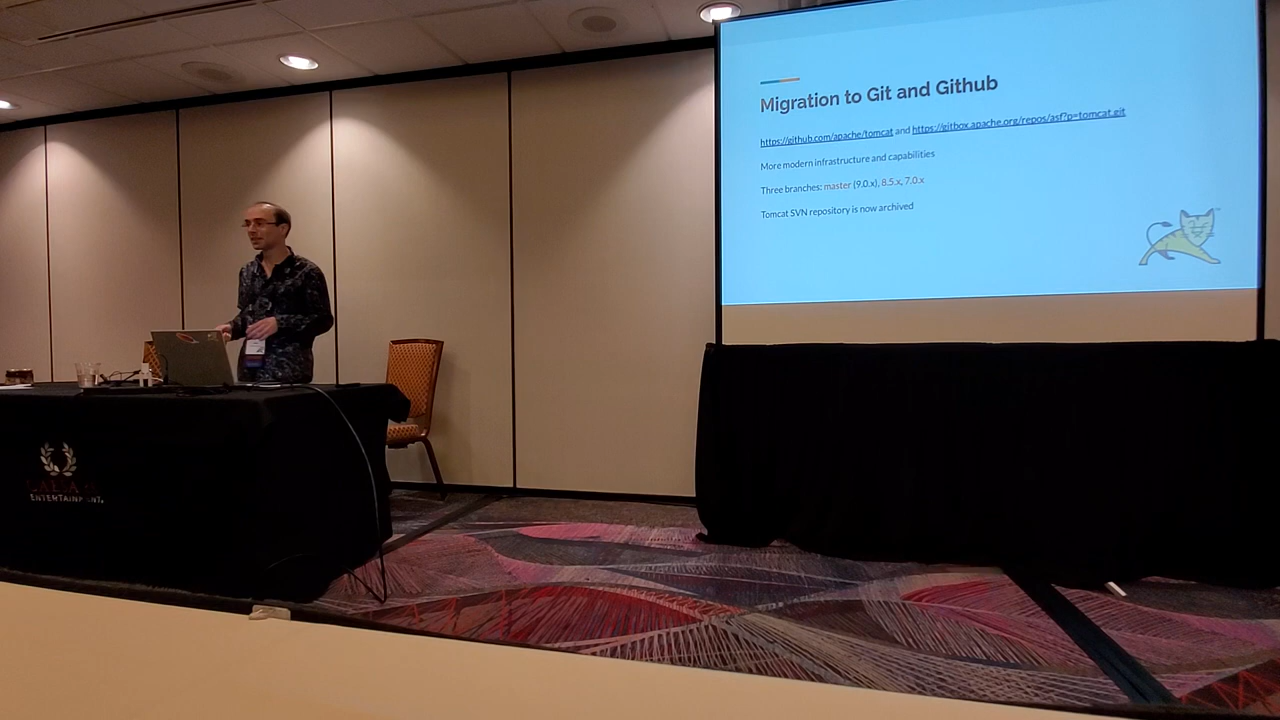 Migration to Git and Github
https://github.com/apache/tomcat and https://gitbox.apache.org/repos/asf?p=tomcat.git
More modern infrastructure and capabilities
Three branches: master (9.0.x), 8.5.x, 7.0.x
Tomcat SVN repository is now archived
ENTERTAINMENT